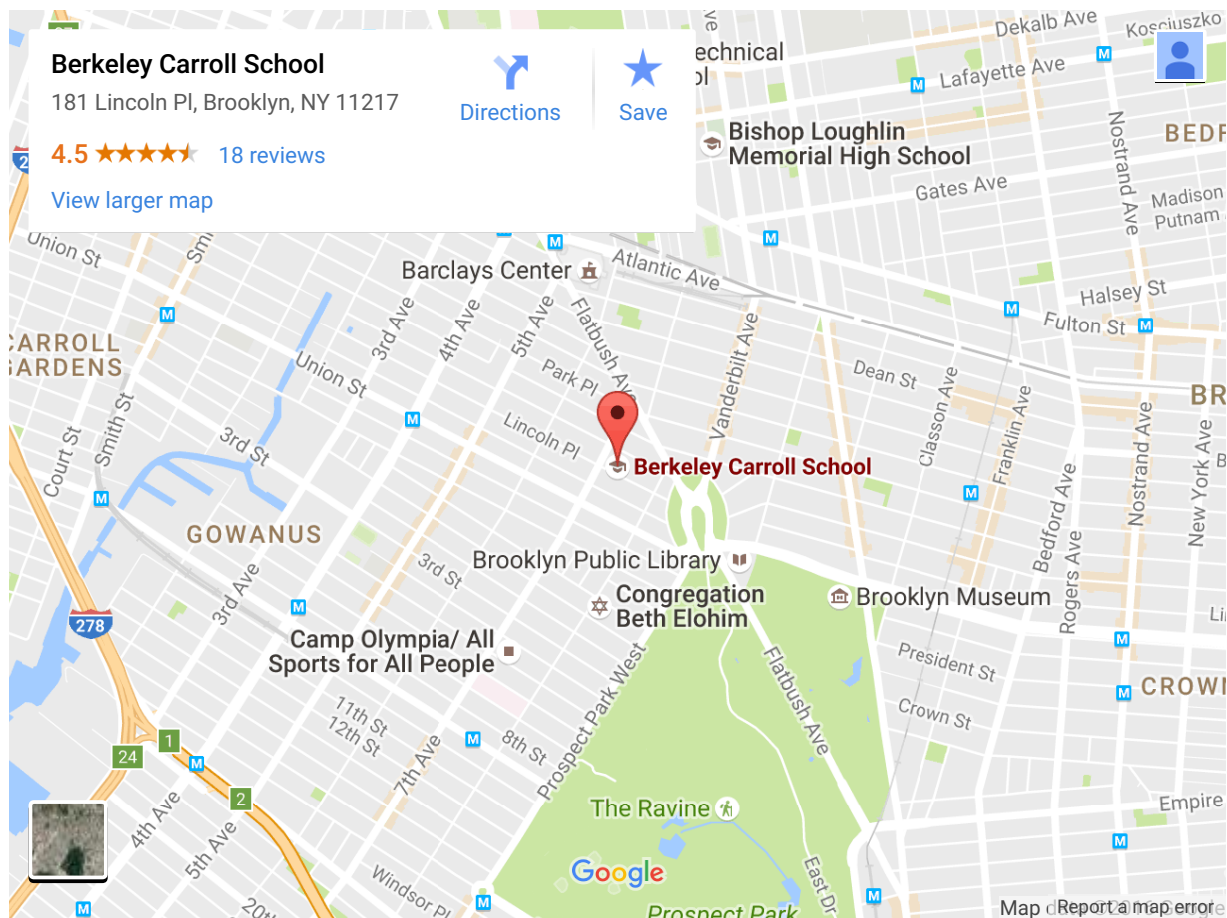 Berkeley Carroll School
181 Lincoln Pl, Brooklyn, NY 11217
4.5
18 reviews
View larger map
Directions
Save
echnical
ol
Dekalb Ave
Kosciuszko
Lafayette Ave
Bishop Loughlin
Memorial High School
Gates Ave
Nostrand Ave
BEDF
Madison
Putnam
Union St
Smi
Barclays Center
Atlantic Ave
Halsey St
Fulton St
CARROLL
GARDENS
3rd Ave
4th Ave
5th Ave
Flatbush Ave
Vanderbilt Ave
Union St
Park Pl
Dean St
Classon Ave
Franklin Ave
BR
Court St
Smith St
3rd St
Lincoln Pl
Berkeley Carroll School
Nostrand Ave
New York Ave
GOWANUS
Bedford Ave
Rogers Ave
3rd Ave
3rd St
Brooklyn Public Library
Congregation
Beth Elohim
Brooklyn Museum
278
Camp Olympia/ All
Sports for All People
Prospect Park West
Flatbush Ave
President St
CROWN
Crown St
11th St
12th St
8th St
7th Ave
24
1
2
4th Ave
5th Ave
The Ravine
Empire
Windsor Pl
Google
East Dr
20th
Prospect Park
Map
Report a map error